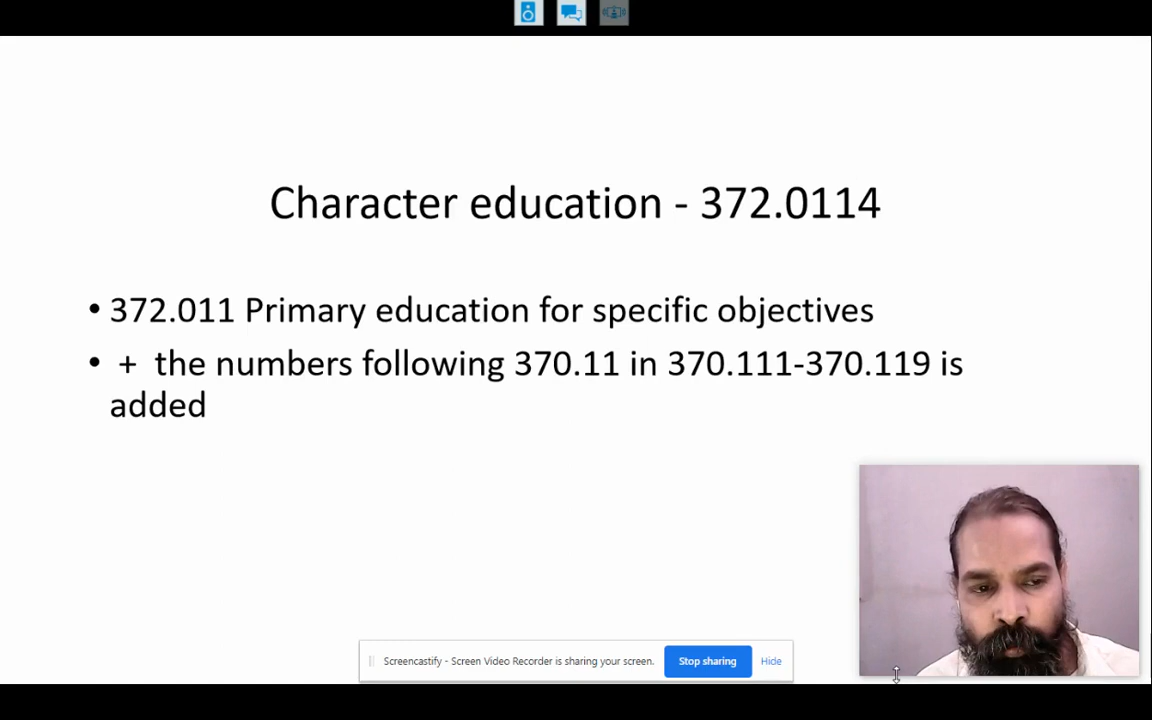 Character education - 372.0114
• 372.011 Primary education for specific objectives
• + the numbers following 370.11 in 370.111-370.119 is
added
Screencastify - Screen Video Recorder is sharing your screen. Stop sharing Hide